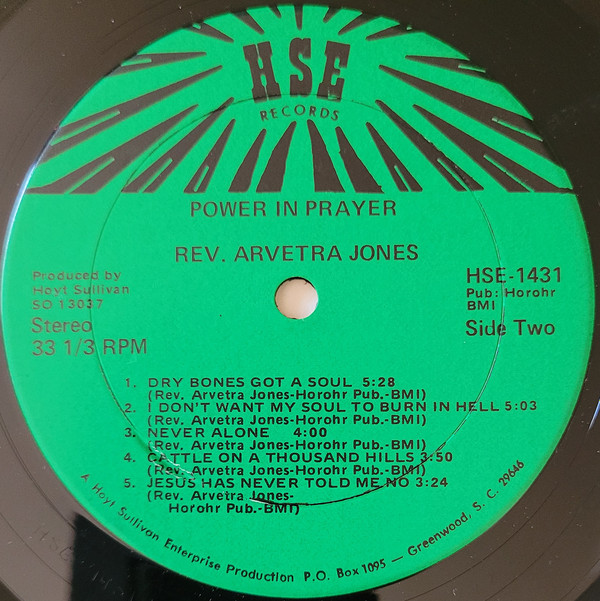 HSE
RECORDS
POWER IN PRAYER
REV. ARVETRA JONES
Produced by
Hoyt Sullivan
SO 13037
Stereo
33 1/3 RPM
HSE-1431
Pub: Horohr
BMI
Side Two
1. DRY BONES GOT A SOUL 5:28
(Rev. Arvetra Jones-Horohr Pub.-BMI)
2. I DON'T WANT MY SOUL TO BURN IN HELL 5:03
(Rev. Arvetra Jones-Horohr Pub.-BMI)
3. NEVER ALONE 4:00
(Rev. Arvetra Jones-Horohr Pub.-BMI)
4. CATTLE ON A THOUSAND HILLS 3:50
(Rev. Arvetra Jones-Horohr Pub.-BMI)
5. JESUS HAS NEVER TOLD ME NO 3:24
(Rev. Arvetra Jones-
Horohr Pub.-BMI)
A Hoyt Sullivan Enterprise Production P.O. Box 1095 — Greenwood, S. C. 29646